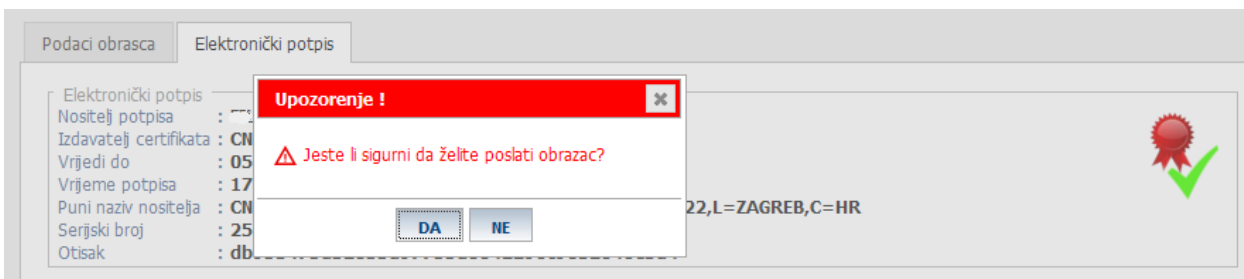 Podaci obrasca
Elektronički potpis
Elektronički potpis
Nositelj potpisa :
Izdavatelj certifikata : CN
Vrijedi do : 05
Vrijeme potpisa : 17
Puni naziv nositelja : CN
22,L=ZAGREB,C=HR
Serijski broj : 25
Otisak : db
Upozorenje !
Jeste li sigurni da želite poslati obrazac?
DA
NE